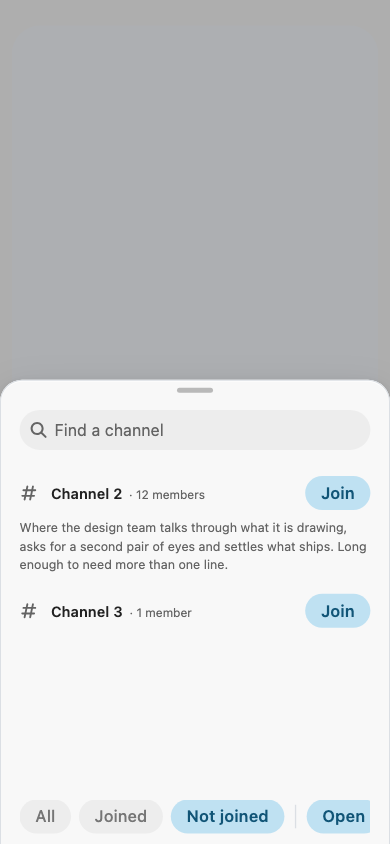 Find a channel
# Channel 2 · 12 members Join
Where the design team talks through what it is drawing,
asks for a second pair of eyes and settles what ships. Long
enough to need more than one line.
# Channel 3 · 1 member Join
All Joined Not joined Open